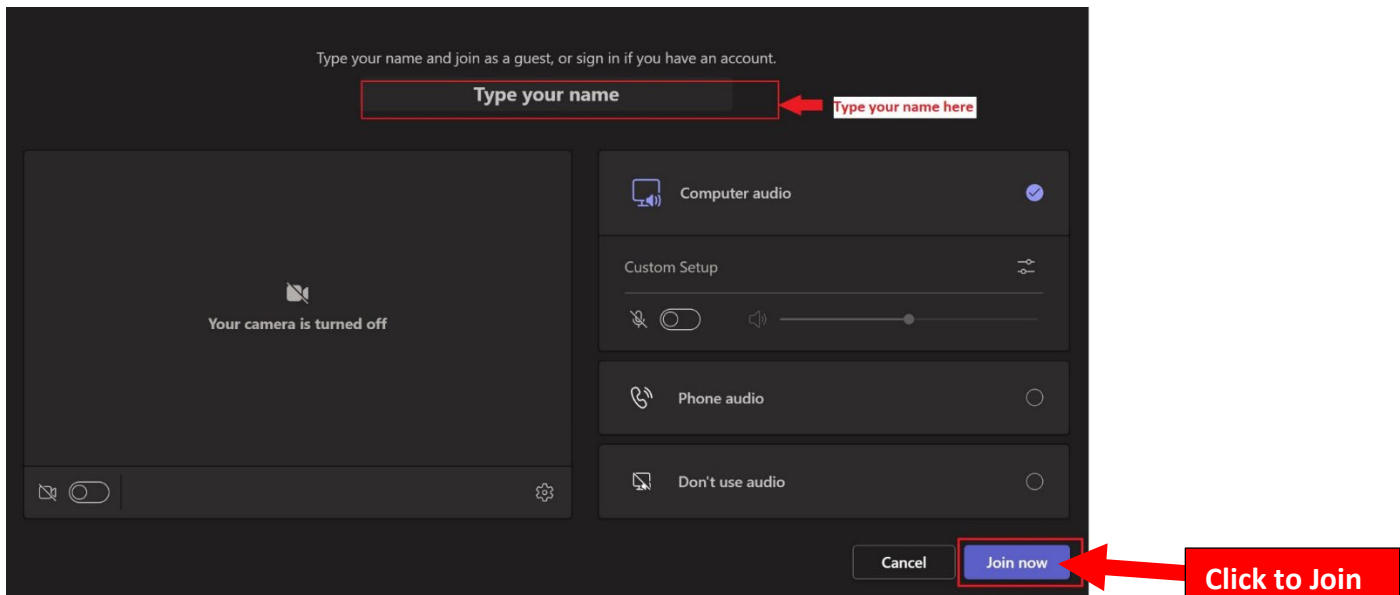 Type your name and join as a guest, or sign in if you have an account.
Type your name
Type your name here
Computer audio
Custom Setup
Your camera is turned off
Phone audio
Don't use audio
Cancel
Join now
Click to Join